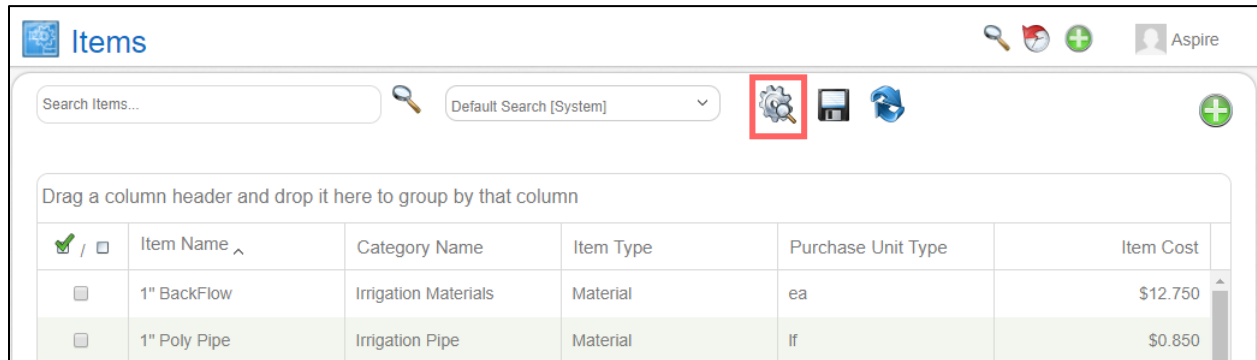 Items
Aspire
Search Items...
Default Search [System]
Drag a column header and drop it here to group by that column
/ Item Name Category Name Item Type Purchase Unit Type Item Cost
1" BackFlow Irrigation Materials Material ea $12.750
1" Poly Pipe Irrigation Pipe Material lf $0.850